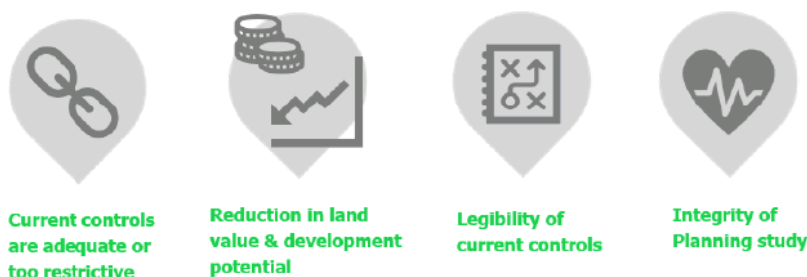 Current controls
are adequate or
too restrictive
Reduction in land
value & development
potential
Legibility of
current controls
Integrity of
Planning study